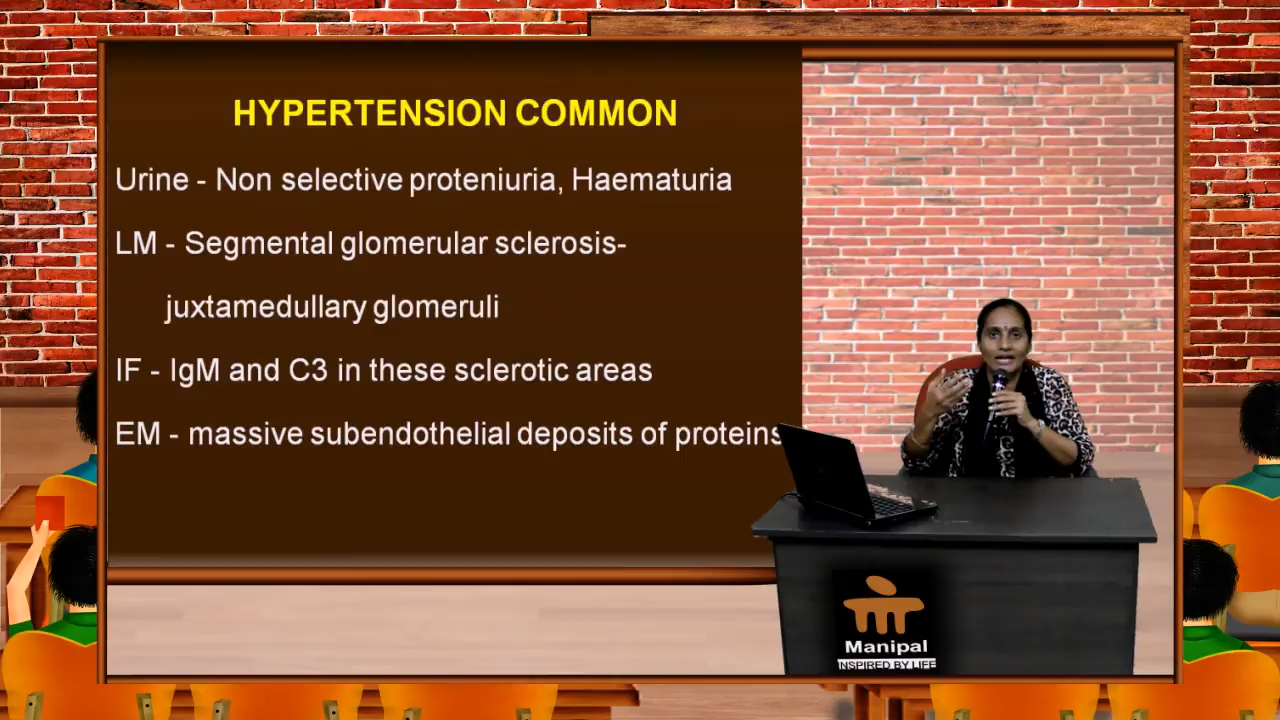 HYPERTENSION COMMON
Urine - Non selective proteniuria, Haematuria
LM - Segmental glomerular sclerosis-
juxtamedullary glomeruli
IF - IgM and C3 in these sclerotic areas
EM - massive subendothelial deposits of proteins
Manipal
INSPIRED BY LIFE